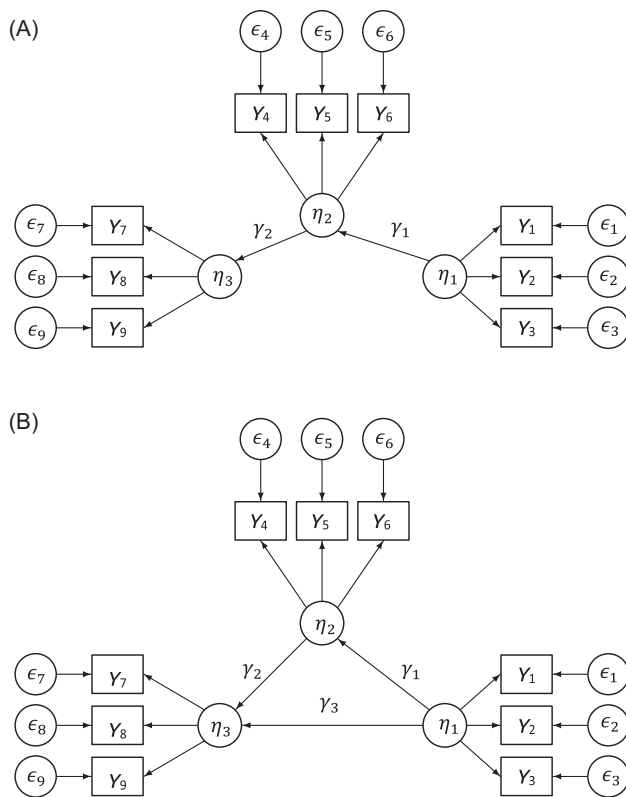 (A)
ϵ4 ϵ5 ϵ6
Y4 Y5 Y6
η2
γ2 γ1
ϵ7 Y7 Y1 ϵ1
ϵ8 Y8 η3 η1 Y2 ϵ2
ϵ9 Y9 Y3 ϵ3
(B)
ϵ4 ϵ5 ϵ6
Y4 Y5 Y6
η2
γ2 γ1
ϵ7 Y7 Y1 ϵ1
γ3
ϵ8 Y8 η3 η1 Y2 ϵ2
ϵ9 Y9 Y3 ϵ3